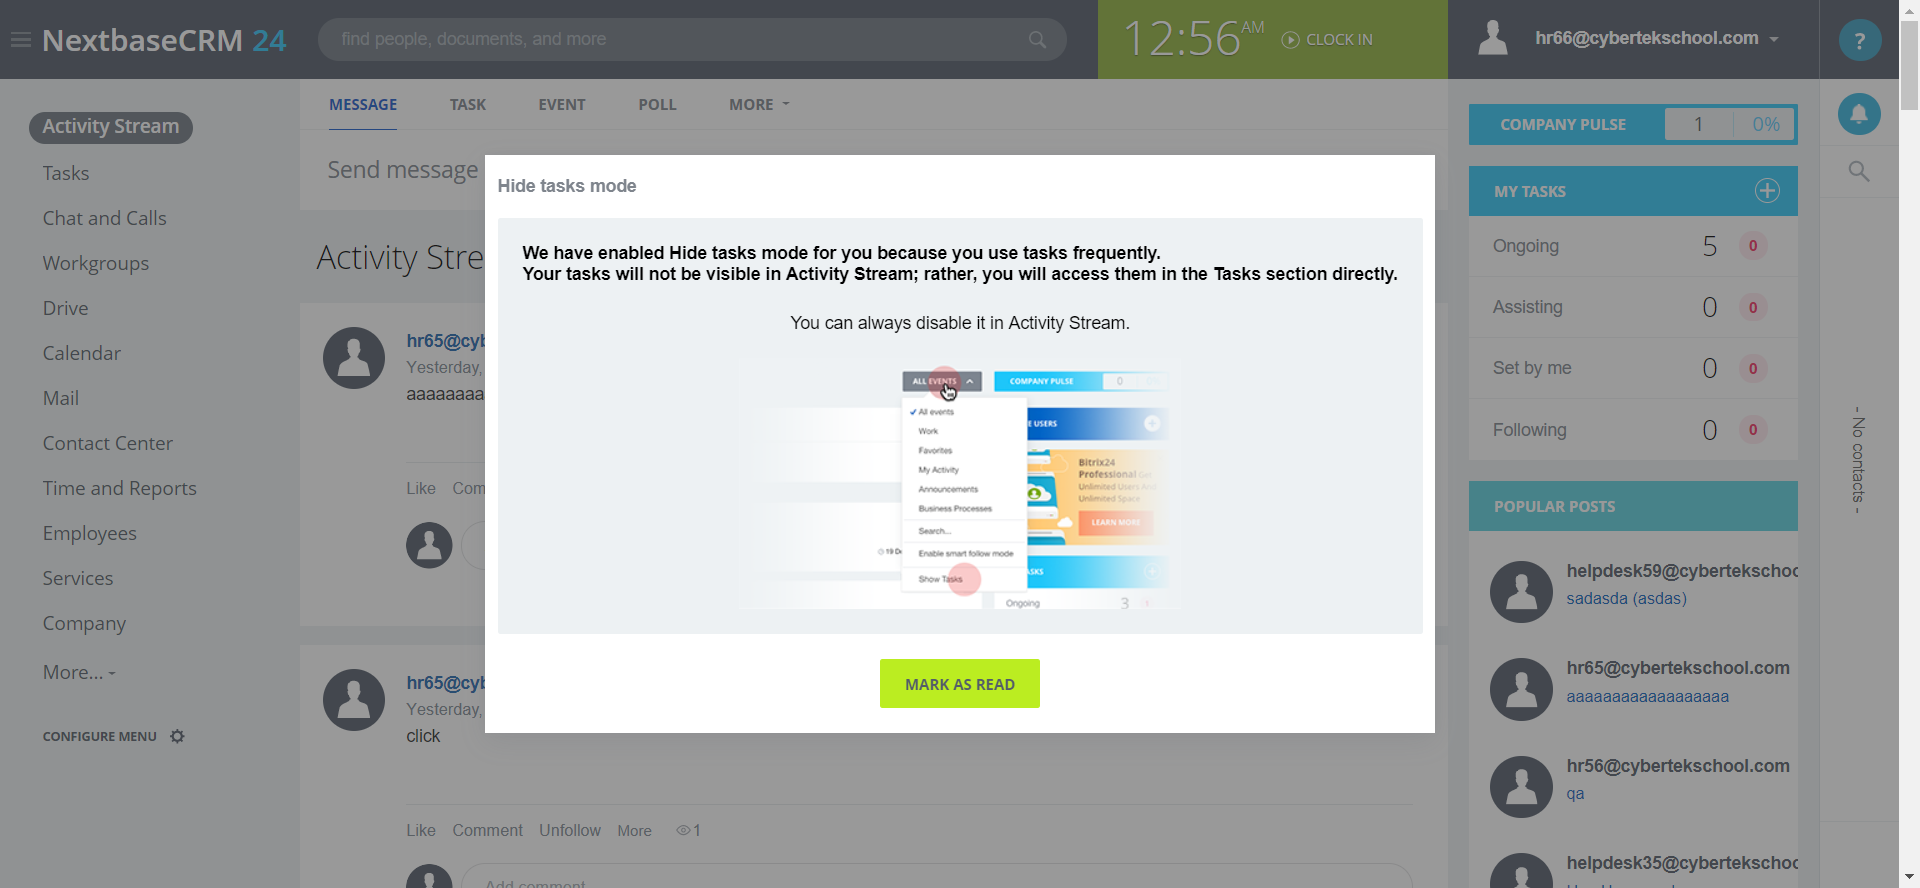 NextbaseCRM 24
find people, documents, and more
12:56 AM
CLOCK IN
hr66@cybertekschool.com
?
Activity Stream
Tasks
Chat and Calls
Workgroups
Drive
Calendar
Mail
Contact Center
Time and Reports
Employees
Services
Company
More...
CONFIGURE MENU
MESSAGE TASK EVENT POLL MORE
Send message
Activity Stre
hr65@cyb
Yesterday,
aaaaaaaa
Like Com
hr65@cyb
Yesterday,
click
Like Comment Unfollow More 1
Add comment
Hide tasks mode
We have enabled Hide tasks mode for you because you use tasks frequently.
Your tasks will not be visible in Activity Stream; rather, you will access them in the Tasks section directly.
You can always disable it in Activity Stream.
ALL EVENTS
COMPANY PULSE 0
All events
Work
Favorites
My Activity
Announcements
Business Processes
Search...
Enable smart follow mode
Show Tasks
E USERS
Bitrix24
Professional
Unlimited Users
Unlimited Space
LEARN MORE
ASKS
Ongoing 3
MARK AS READ
COMPANY PULSE 1 0%
MY TASKS
Ongoing 5 0
Assisting 0 0
Set by me 0 0
Following 0 0
POPULAR POSTS
helpdesk59@cybertekschoo
sadasda (asdas)
hr65@cybertekschool.com
aaaaaaaaaaaaaaaaaa
hr56@cybertekschool.com
qa
helpdesk35@cybertekschoo
- No contacts -